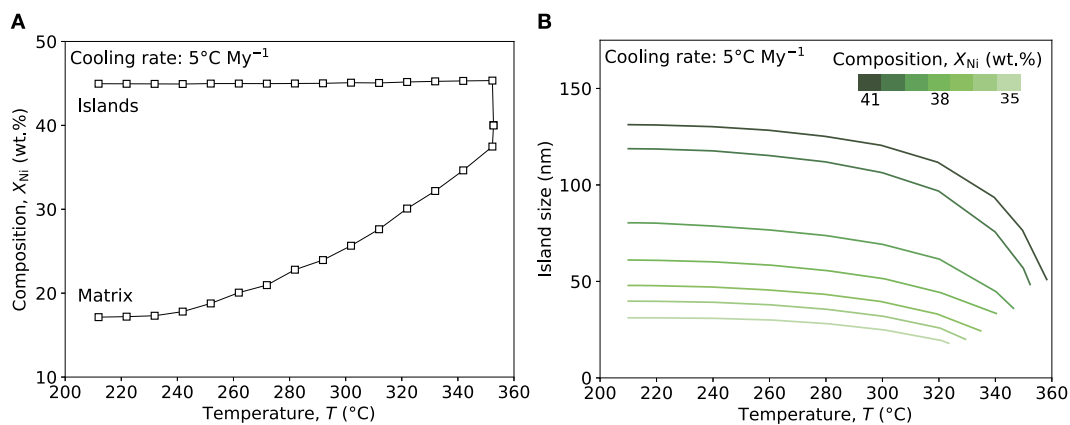 A
Cooling rate: 5°C My⁻¹
Islands
Matrix
Composition, X_Ni (wt.%)
50
40
30
20
10
200 220 240 260 280 300 320 340 360
Temperature, T (°C)
B
Cooling rate: 5°C My⁻¹
Composition, X_Ni (wt.%)
41 38 35
Island size (nm)
150
100
50
0
200 220 240 260 280 300 320 340 360
Temperature, T (°C)